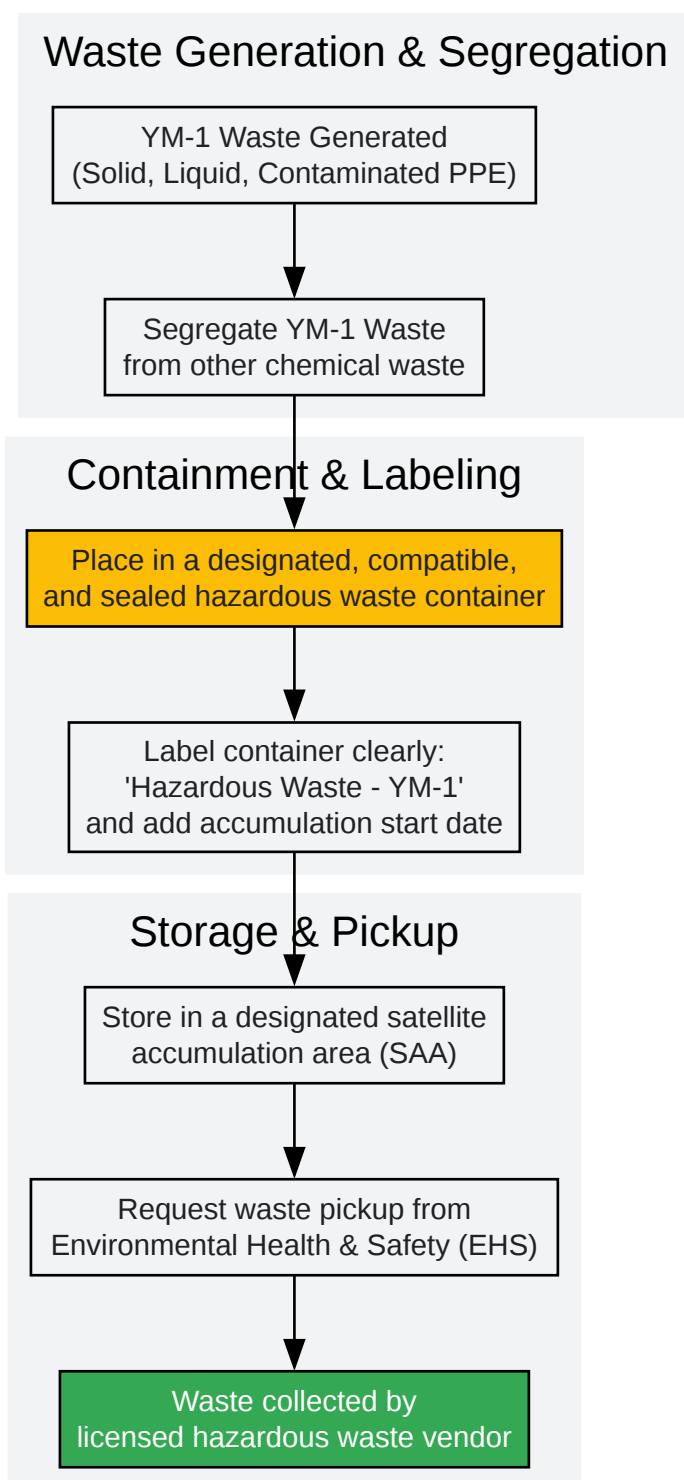 Waste Generation & Segregation
YM-1 Waste Generated
(Solid, Liquid, Contaminated PPE)
Segregate YM-1 Waste
from other chemical waste
Containment & Labeling
Place in a designated, compatible,
and sealed hazardous waste container
Label container clearly:
'Hazardous Waste - YM-1'
and add accumulation start date
Storage & Pickup
Store in a designated satellite
accumulation area (SAA)
Request waste pickup from
Environmental Health & Safety (EHS)
Waste collected by
licensed hazardous waste vendor